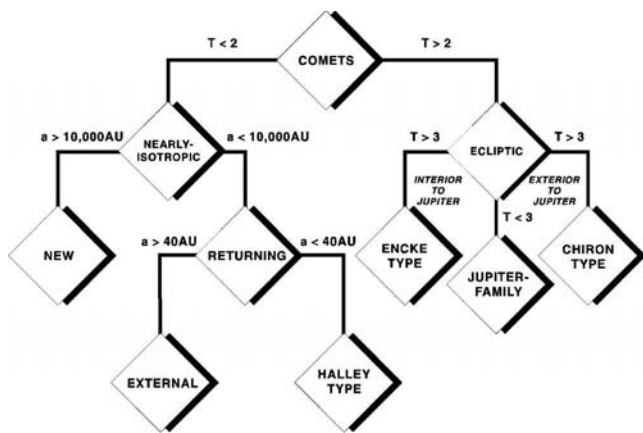 T < 2
T > 2
COMETS
a > 10,000AU
NEARLY-
ISOTROPIC
a < 10,000AU
T > 3
ECLIPTIC
T > 3
INTERIOR
TO
JUPITER
EXTERIOR
TO
JUPITER
T < 3
NEW
a > 40AU
RETURNING
a < 40AU
ENCKE
TYPE
JUPITER-
FAMILY
CHIRON
TYPE
EXTERNAL
HALLEY
TYPE